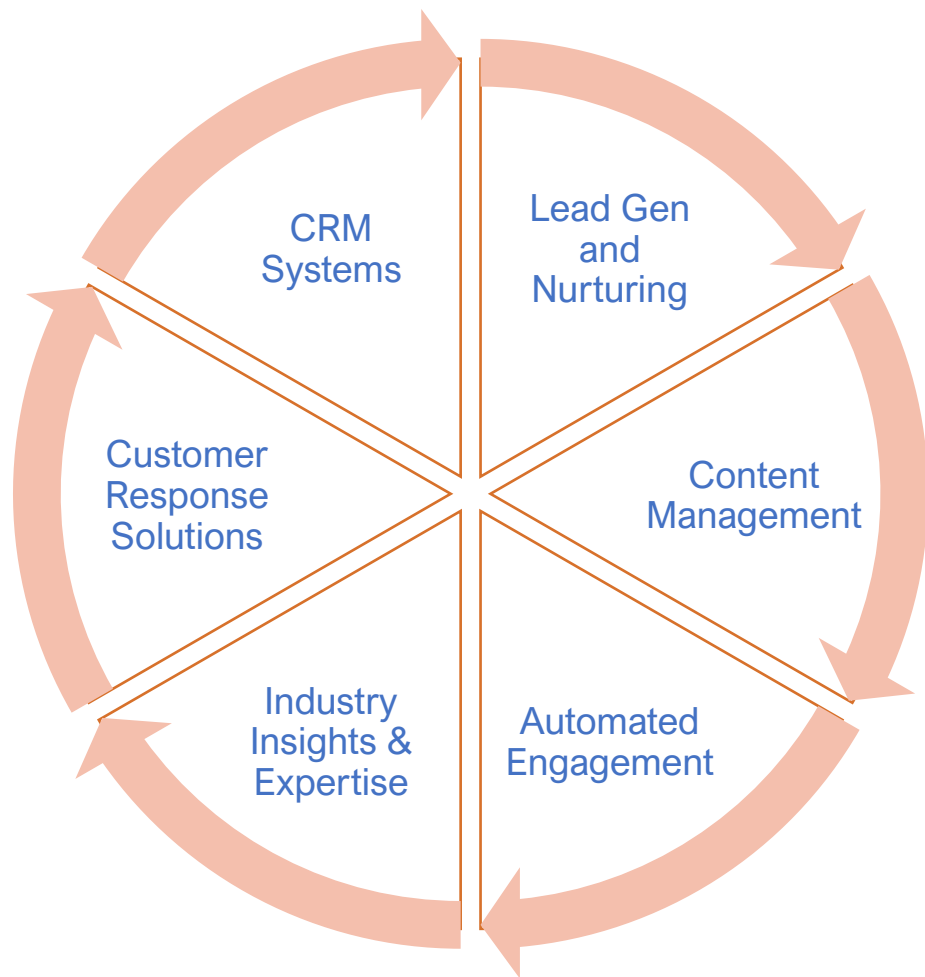 Lead Gen
and
Nurturing
Content
Management
Automated
Engagement
Industry
Insights &
Expertise
Customer
Response
Solutions
CRM
Systems